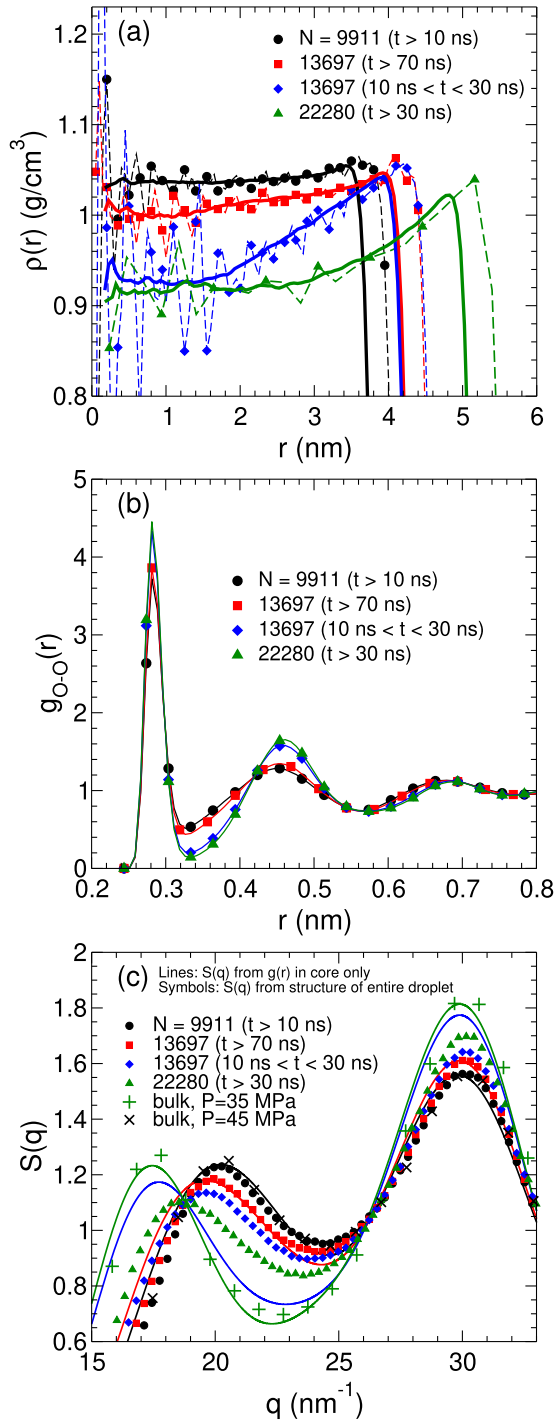 (a)
N = 9911 (t > 10 ns)
13697 (t > 70 ns)
13697 (10 ns < t < 30 ns)
22280 (t > 30 ns)
1.2
1.1
1
0.9
0.8
ρ(r) (g/cm³)
0 1 2 3 4 5 6
r (nm)
(b)
N = 9911 (t > 10 ns)
13697 (t > 70 ns)
13697 (10 ns < t < 30 ns)
22280 (t > 30 ns)
5
4
3
2
1
0
g_{O-O}(r)
0.2 0.3 0.4 0.5 0.6 0.7 0.8
r (nm)
(c)
Lines: S(q) from g(r) in core only
Symbols: S(q) from structure of entire droplet
N = 9911 (t > 10 ns)
13697 (t > 70 ns)
13697 (10 ns < t < 30 ns)
22280 (t > 30 ns)
bulk, P=35 MPa
bulk, P=45 MPa
2
1.8
1.6
1.4
1.2
1
0.8
0.6
S(q)
15 20 25 30
q (nm⁻¹)